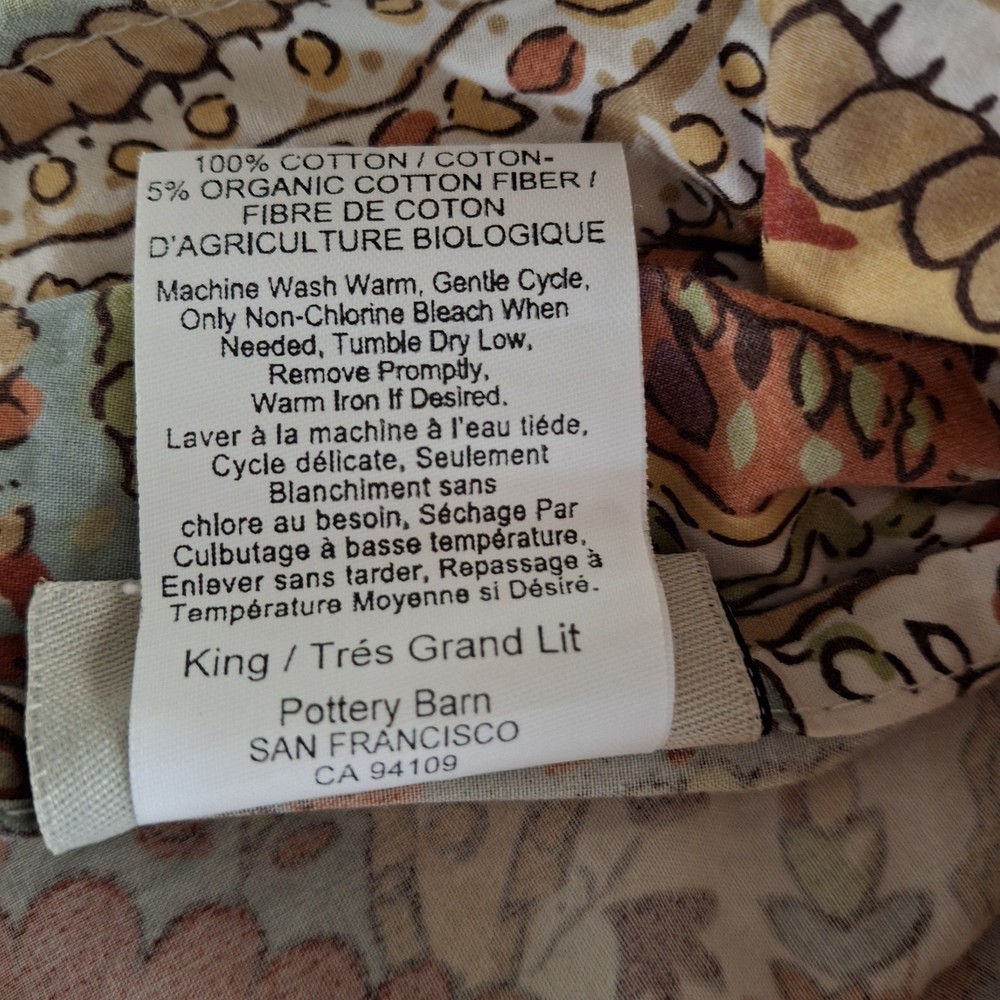 100% COTTON / COTON-
5% ORGANIC COTTON FIBER /
FIBRE DE COTON
D'AGRICULTURE BIOLOGIQUE
Machine Wash Warm, Gentle Cycle,
Only Non-Chlorine Bleach When
Needed, Tumble Dry Low,
Remove Promptly,
Warm Iron If Desired.
Laver à la machine à l'eau tiéde,
Cycle délicate, Seulement
Blanchiment sans
chlore au besoin, Séchage Par
Culbutage à basse température,
Enlever sans tarder, Repassage à
Température Moyenne si Désiré.
King / Trés Grand Lit
Pottery Barn
SAN FRANCISCO
CA 94109